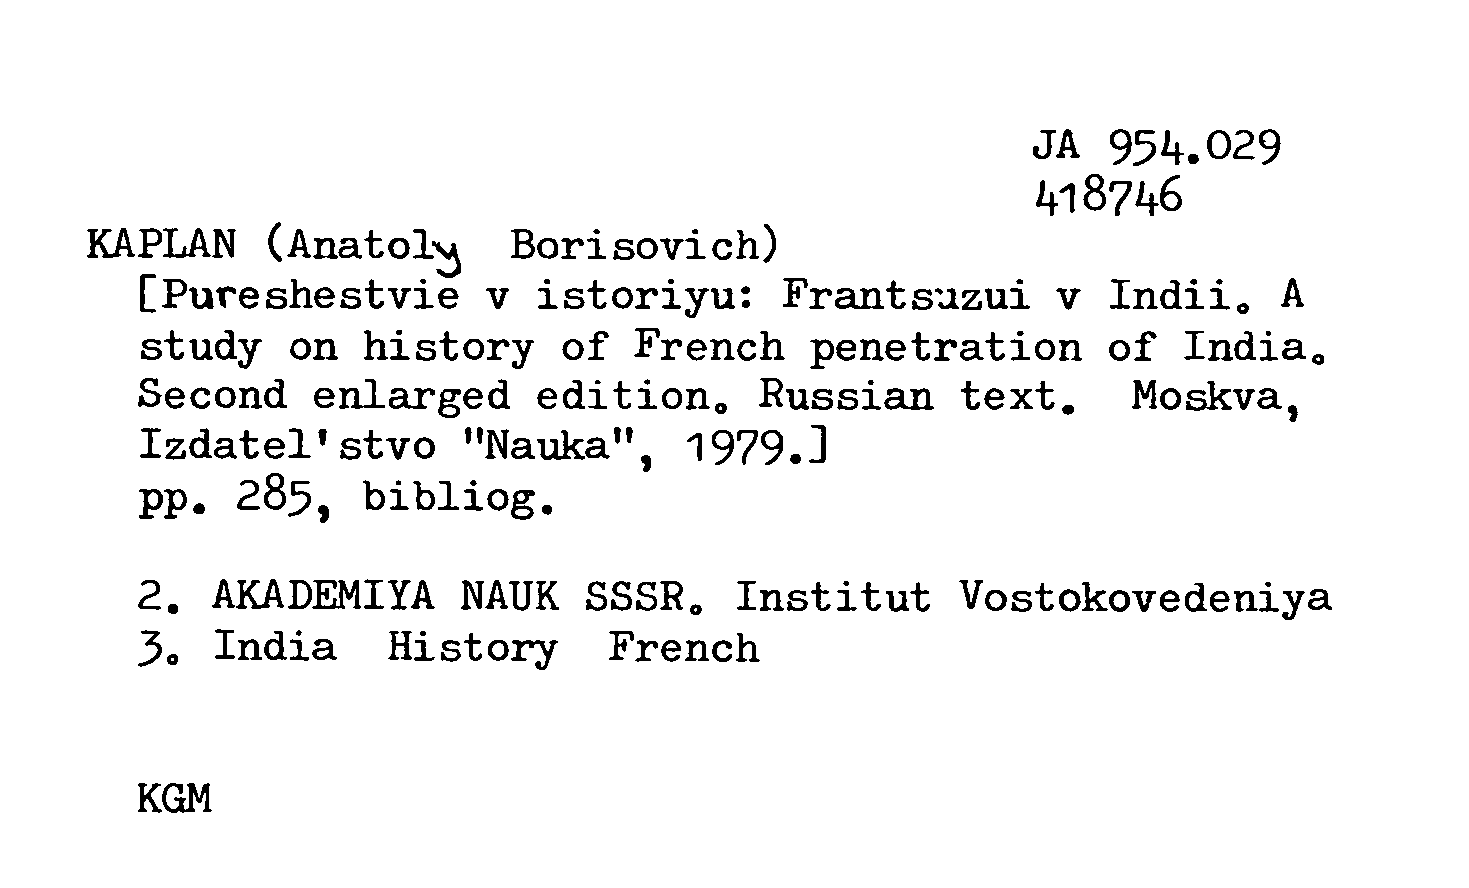 JA 954.029
418746
KAPLAN (Anatoly Borisovich)
[Pureshestvie v istoriyu: Frantsuzui v Indii. A
study on history of French penetration of India.
Second enlarged edition. Russian text. Moskva,
Izdatel'stvo "Nauka", 1979.]
pp. 285, bibliog.
2. AKADEMIYA NAUK SSSR. Institut Vostokovedeniya
3. India History French
KGM